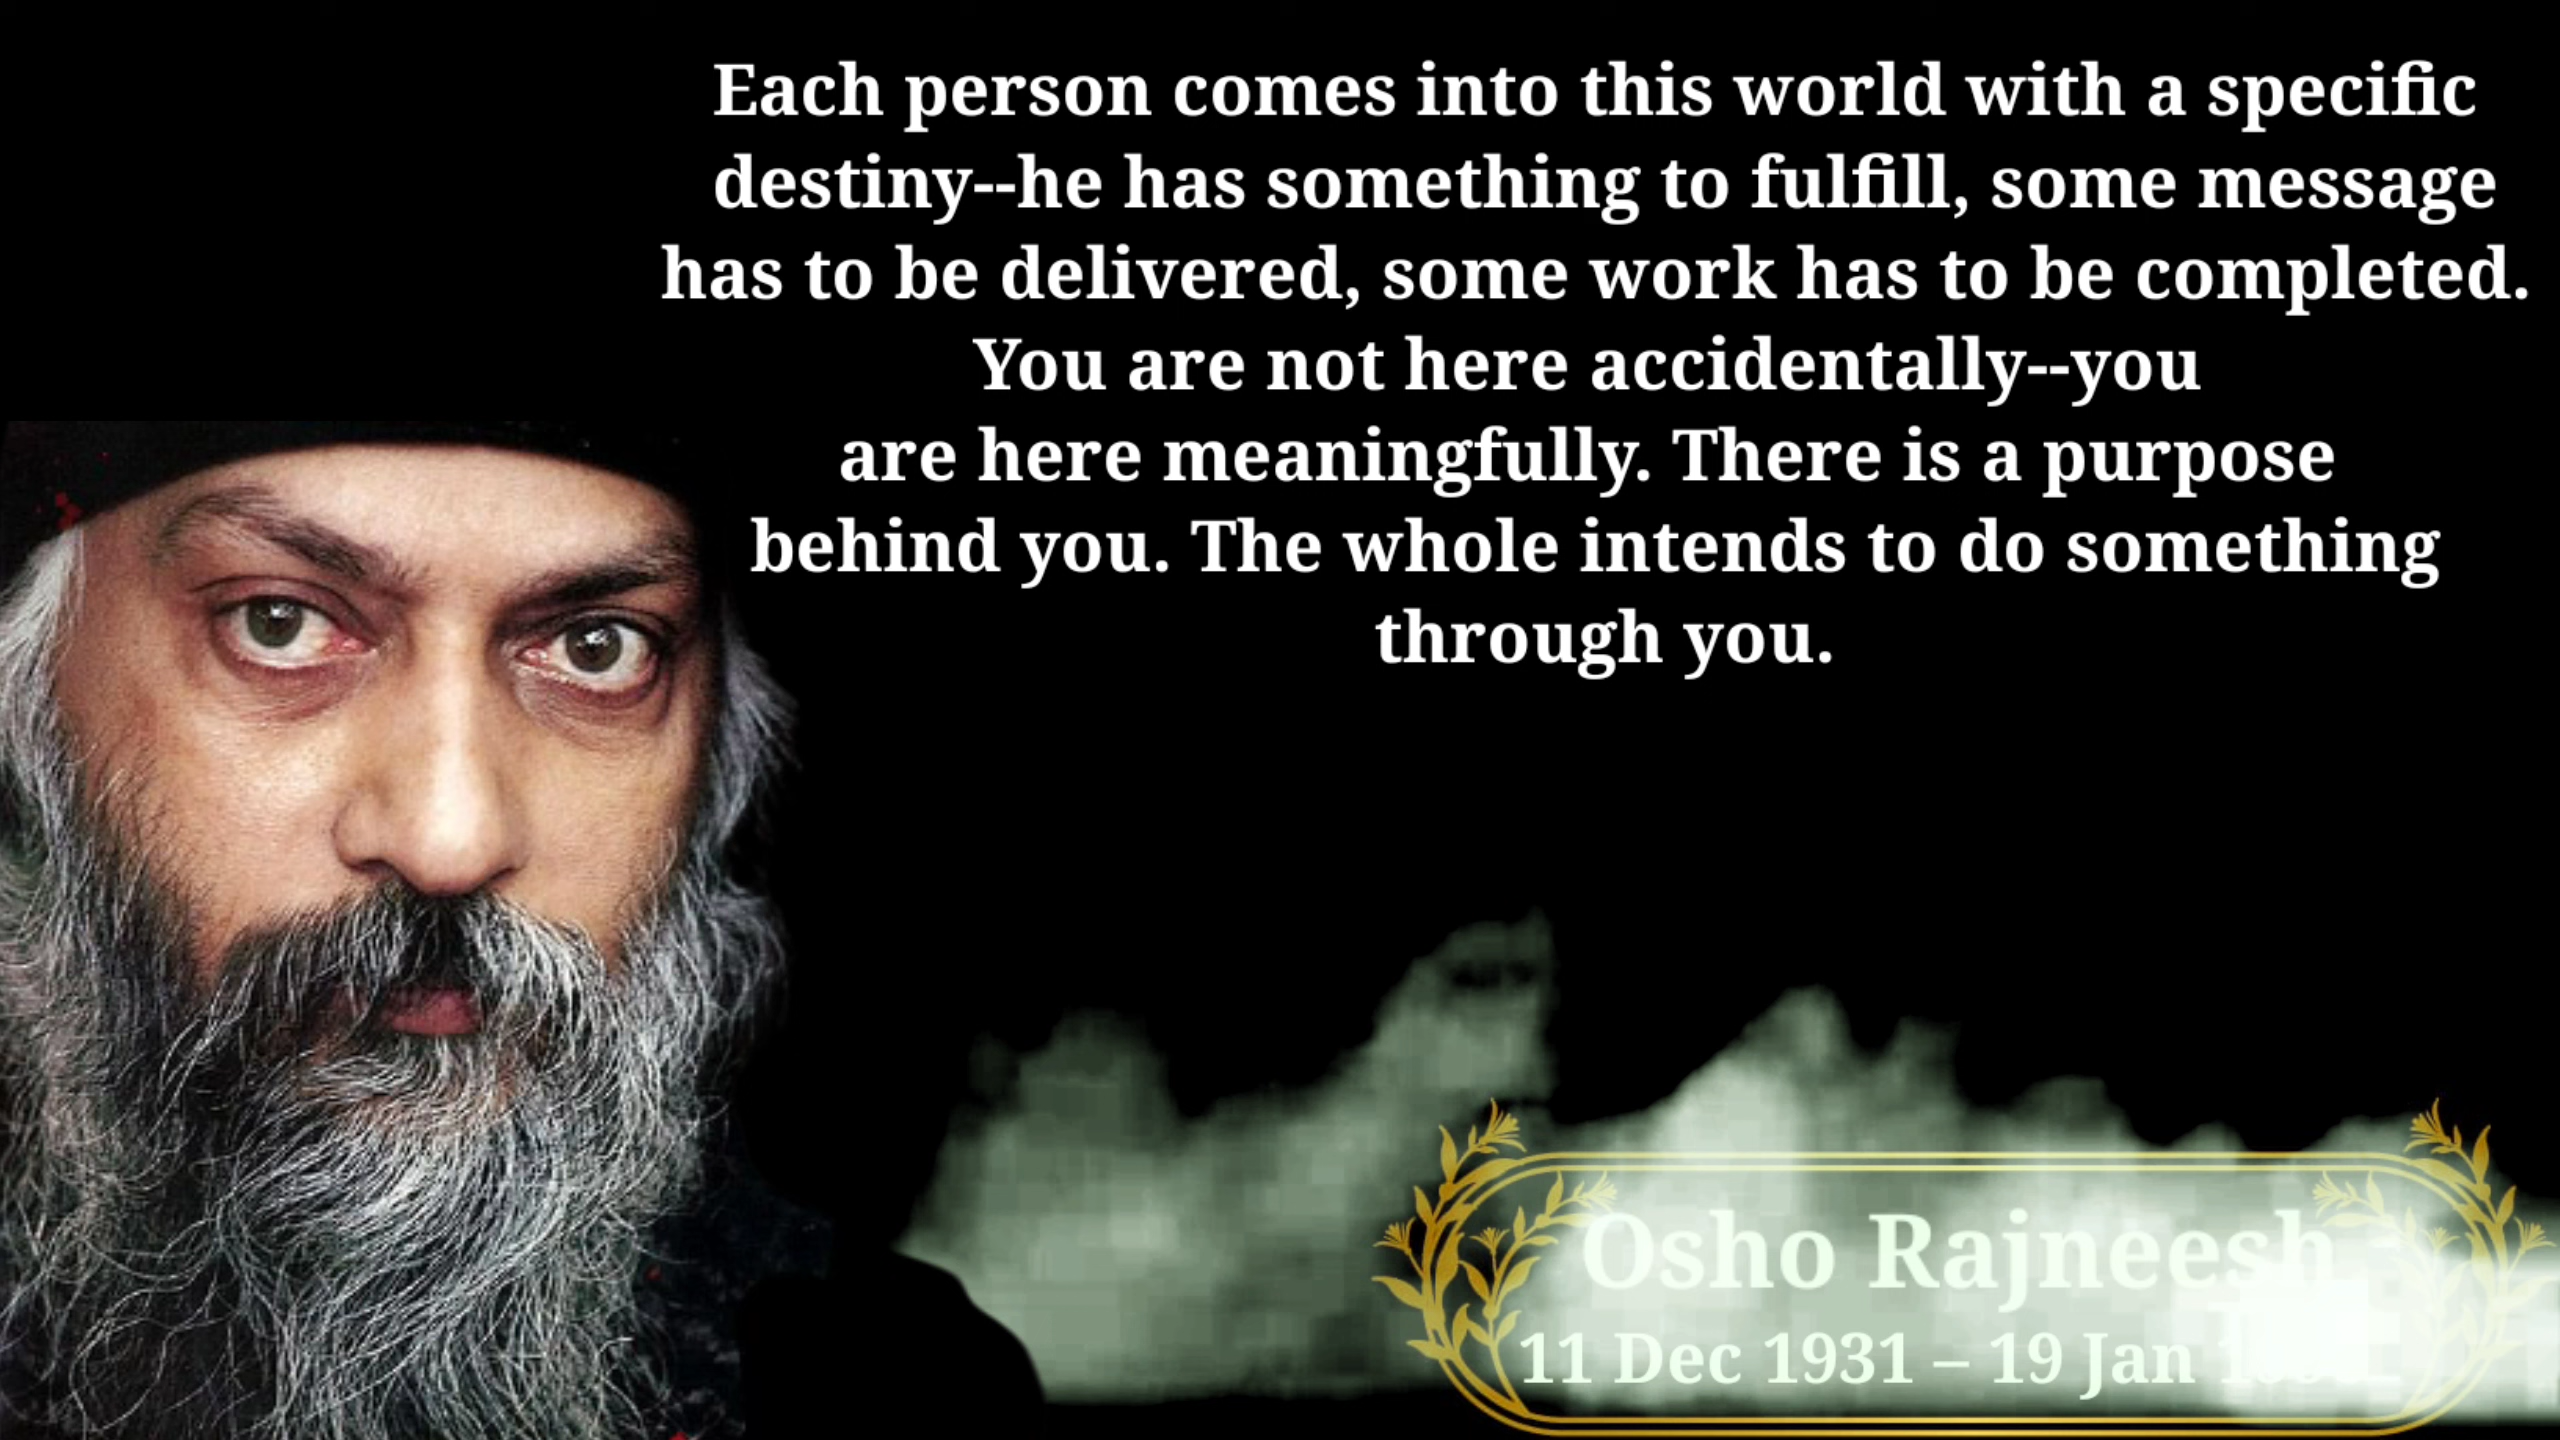 Each person comes into this world with a specific
destiny--he has something to fulfill, some message
has to be delivered, some work has to be completed.
You are not here accidentally--you
are here meaningfully. There is a purpose
behind you. The whole intends to do something
through you.
Osho Rajneesh
11 Dec 1931 – 19 Jan